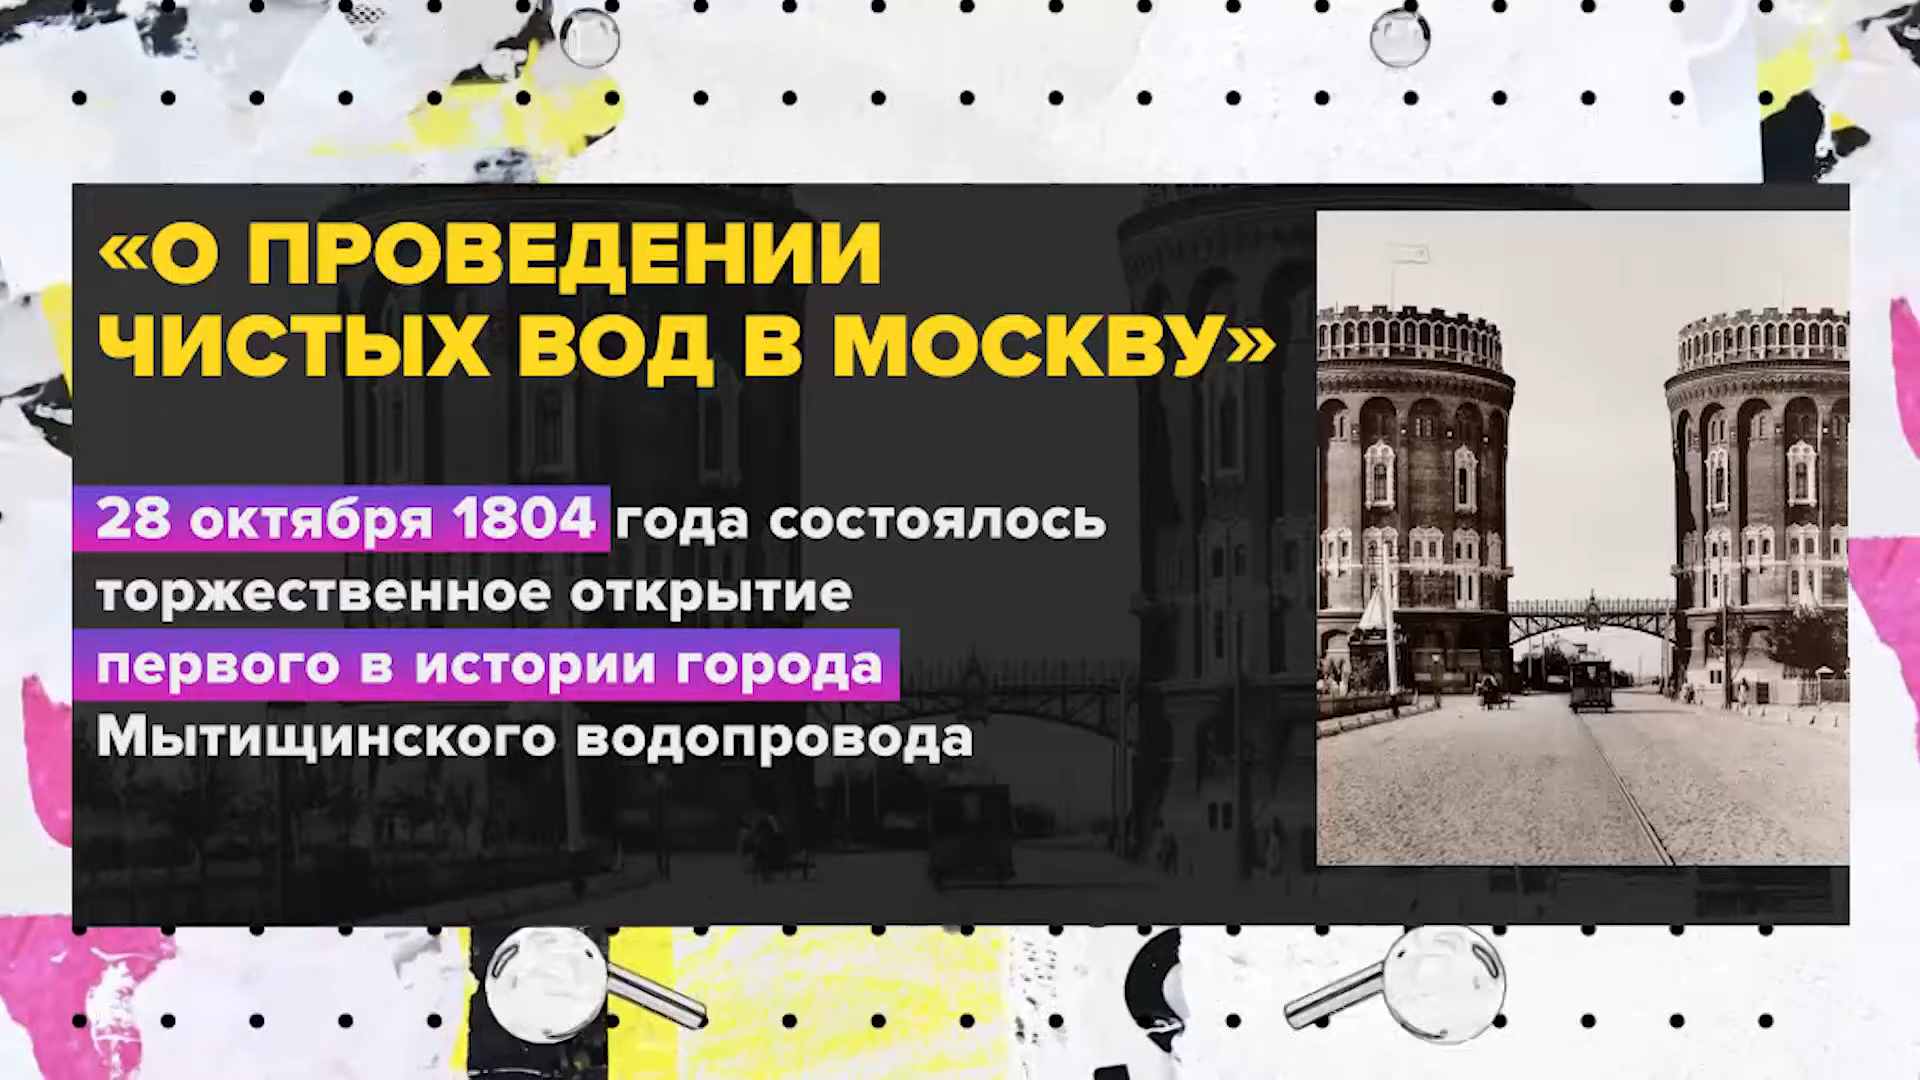 «О ПРОВЕДЕНИИ
ЧИСТЫХ ВОД В МОСКВУ»
28 октября 1804 года состоялось
торжественное открытие
первого в истории города
Мытищинского водопровода